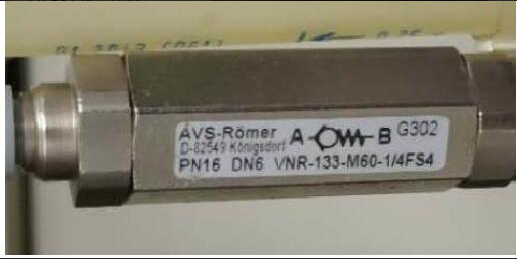 AVS-Römer A B G302
D-82549 Königsdorf
PN16 DN6 VNR-133-M60-1/4FS4